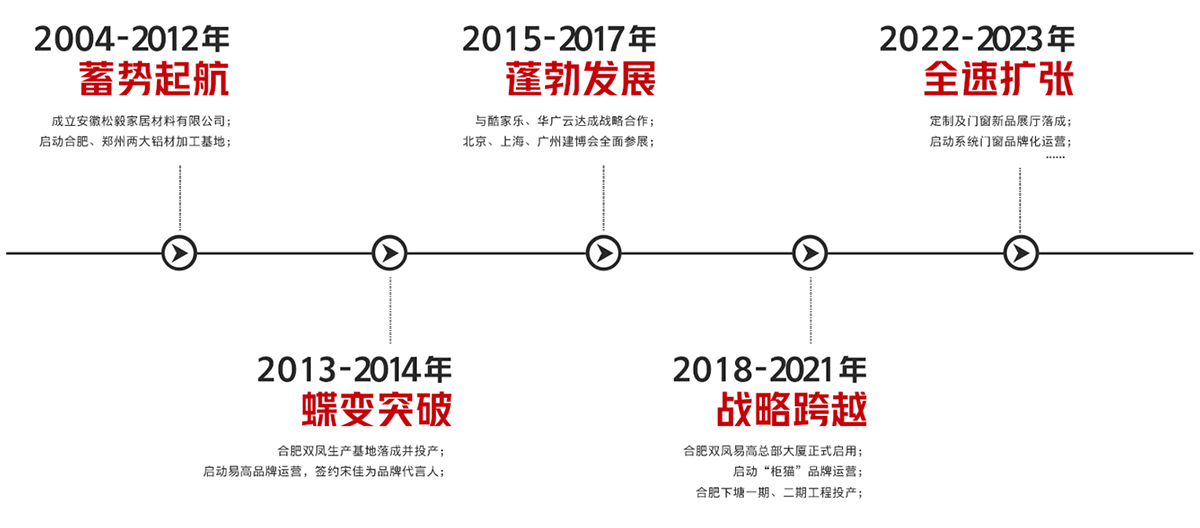 2004-2012年
蓄势起航
成立安徽松毅家居材料有限公司；
启动合肥、郑州两大铝材加工基地；
2013-2014年
蝶变突破
合肥双凤生产基地落成并投产；
启动易高品牌运营，签约宋佳为品牌代言人；
2015-2017年
蓬勃发展
与酷家乐、华广云达成战略合作；
北京、上海、广州建博会全面参展；
2018-2021年
战略跨越
合肥双凤易高总部大厦正式启用；
启动“柜猫”品牌运营；
合肥下塘一期、二期工程投产；
2022-2023年
全速扩张
定制及门窗新品展厅落成；
启动系统门窗品牌化运营；
······